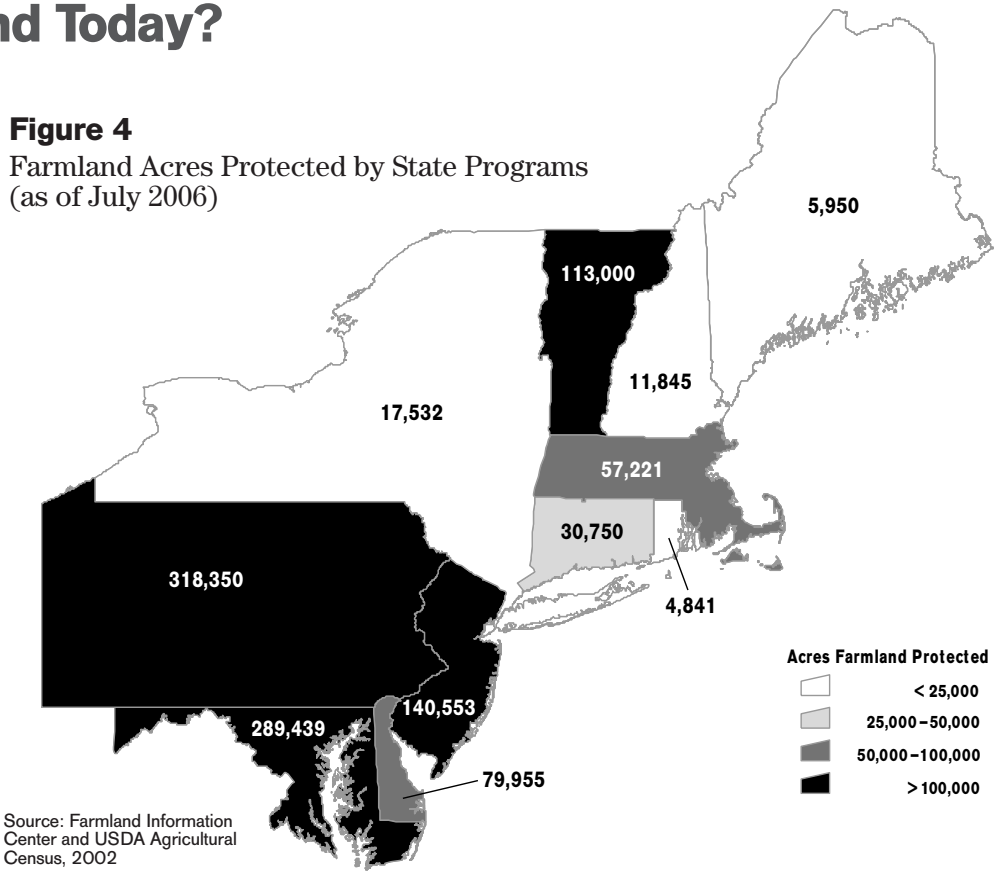 nd Today?
Figure 4
Farmland Acres Protected by State Programs
(as of July 2006)
5,950
113,000
11,845
17,532
57,221
30,750
318,350
4,841
140,553
289,439
79,955
Acres Farmland Protected
< 25,000
25,000–50,000
50,000–100,000
> 100,000
Source: Farmland Information
Center and USDA Agricultural
Census, 2002